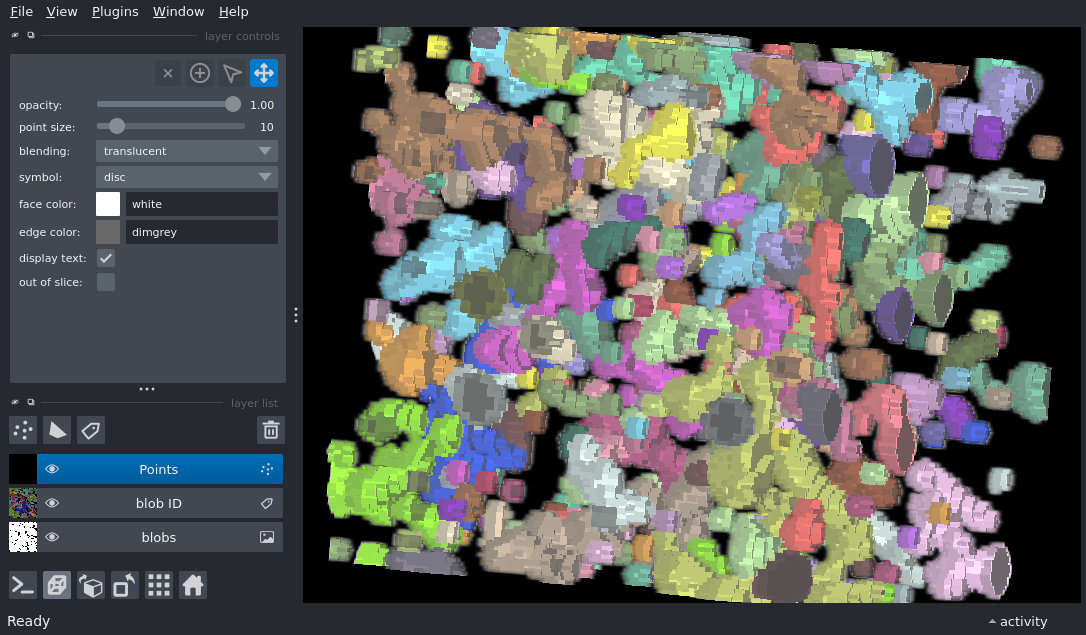 File View Plugins Window Help
layer controls
opacity: 1.00
point size: 10
blending: translucent
symbol: disc
face color: white
edge color: dimgrey
display text:
out of slice:
layer list
Points
blob ID
blobs
Ready
activity